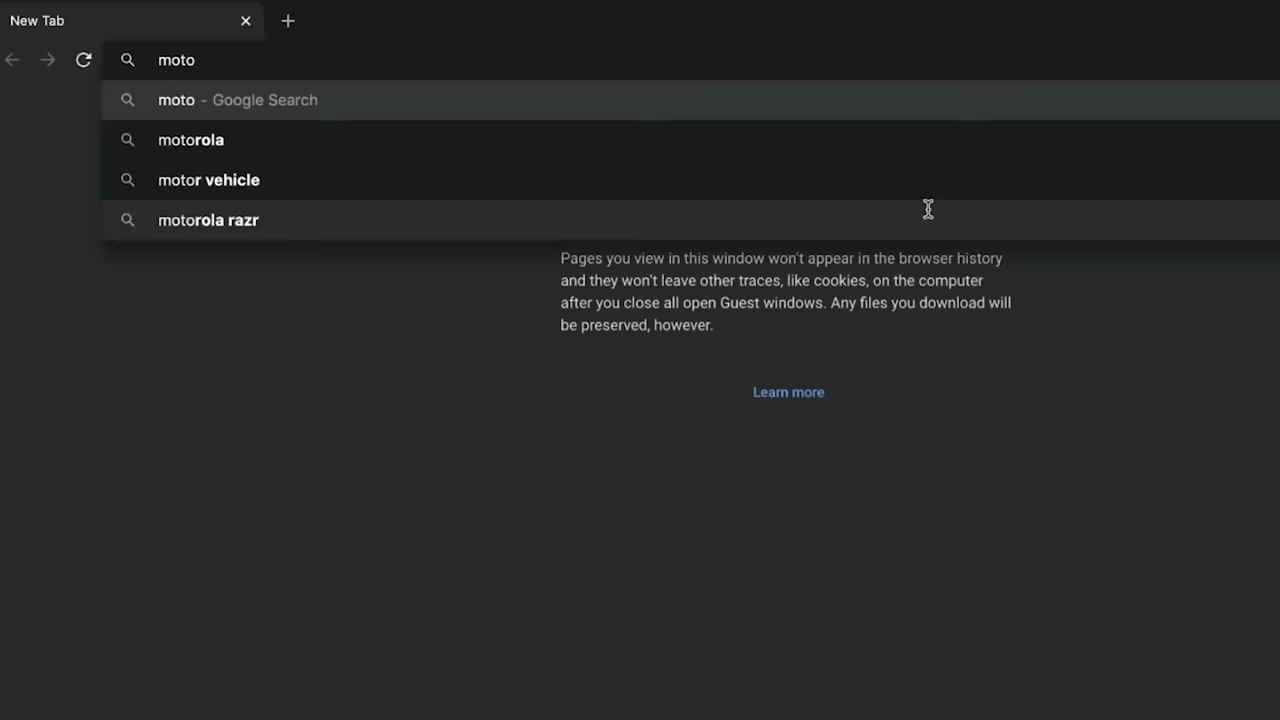 New Tab
moto
moto - Google Search
motorola
motor vehicle
motorola razr
Pages you view in this window won't appear in the browser history
and they won't leave other traces, like cookies, on the computer
after you close all open Guest windows. Any files you download will
be preserved, however.
Learn more